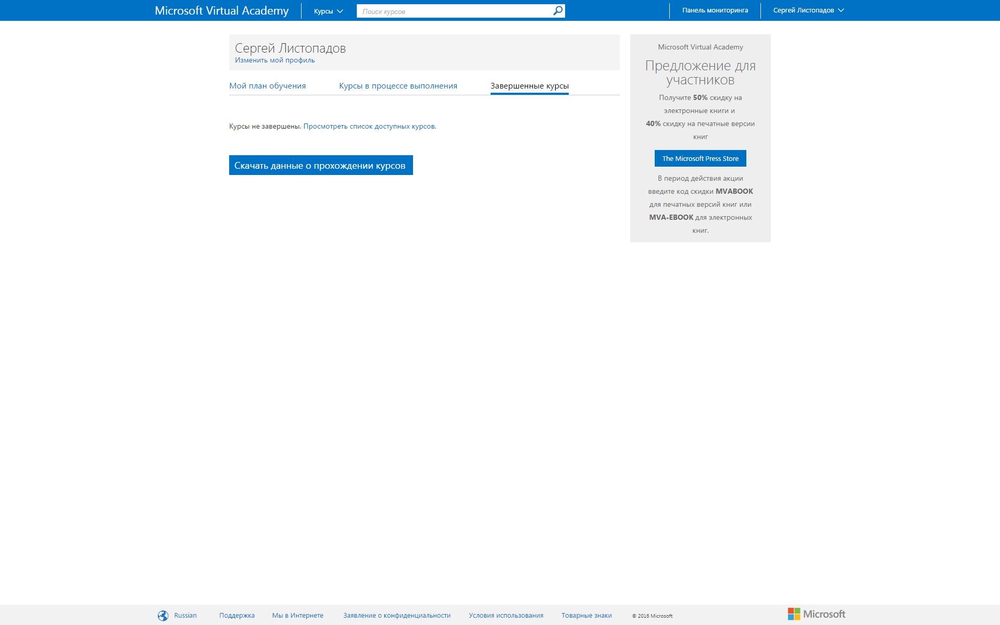 Microsoft Virtual Academy
Курсы
Поиск курсов
Панель мониторинга
Сергей Листопадов
Сергей Листопадов
Изменить мой профиль
Мой план обучения
Курсы в процессе выполнения
Завершенные курсы
Курсы не завершены. Просмотреть список доступных курсов.
Скачать данные о прохождении курсов
Microsoft Virtual Academy
Предложение для
участников
Получите 50% скидку на
электронные книги и
40% скидку на печатные версии
книг
The Microsoft Press Store
В период действия акции
введите код скидки MVABOOK
для печатных версий книг или
MVA-EBOOK для электронных
книг.
Russian
Поддержка
Мы в Интернете
Заявление о конфиденциальности
Условия использования
Товарные знаки
© 2016 Microsoft
Microsoft